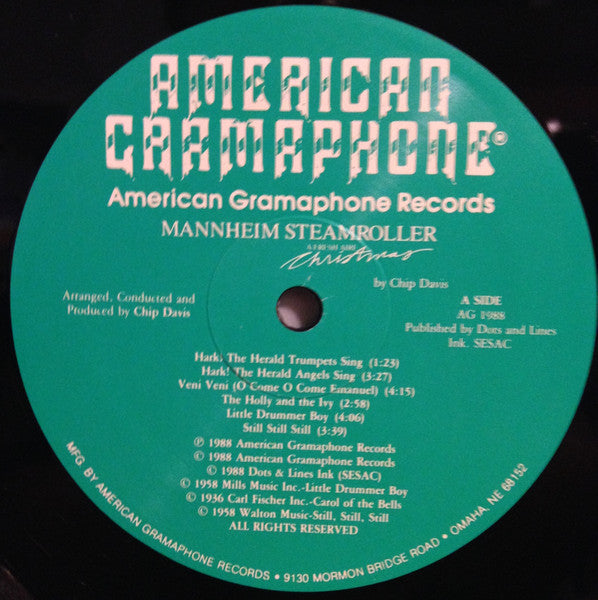 AMERICAN
GRAMAPHONE®
American Gramaphone Records
MANNHEIM STEAMROLLER
A FRESH AIRE
Christmas
by Chip Davis
Arranged, Conducted and
Produced by Chip Davis
A SIDE
AG 1988
Published by Dots and Lines
Ink. SESAC
Hark! The Herald Trumpets Sing (1:23)
Hark! The Herald Angels Sing (3:27)
Veni Veni (O Come O Come Emanuel) (4:15)
The Holly and the Ivy (2:58)
Little Drummer Boy (4:06)
Still Still Still (3:39)
℗ 1988 American Gramaphone Records
© 1988 American Gramaphone Records
© 1988 Dots & Lines Ink (SESAC)
© 1958 Mills Music Inc.-Little Drummer Boy
© 1936 Carl Fischer Inc.-Carol of the Bells
© 1958 Walton Music-Still, Still, Still
ALL RIGHTS RESERVED
MFG. BY AMERICAN GRAMAPHONE RECORDS • 9130 MORMON BRIDGE ROAD • OMAHA, NE 68152